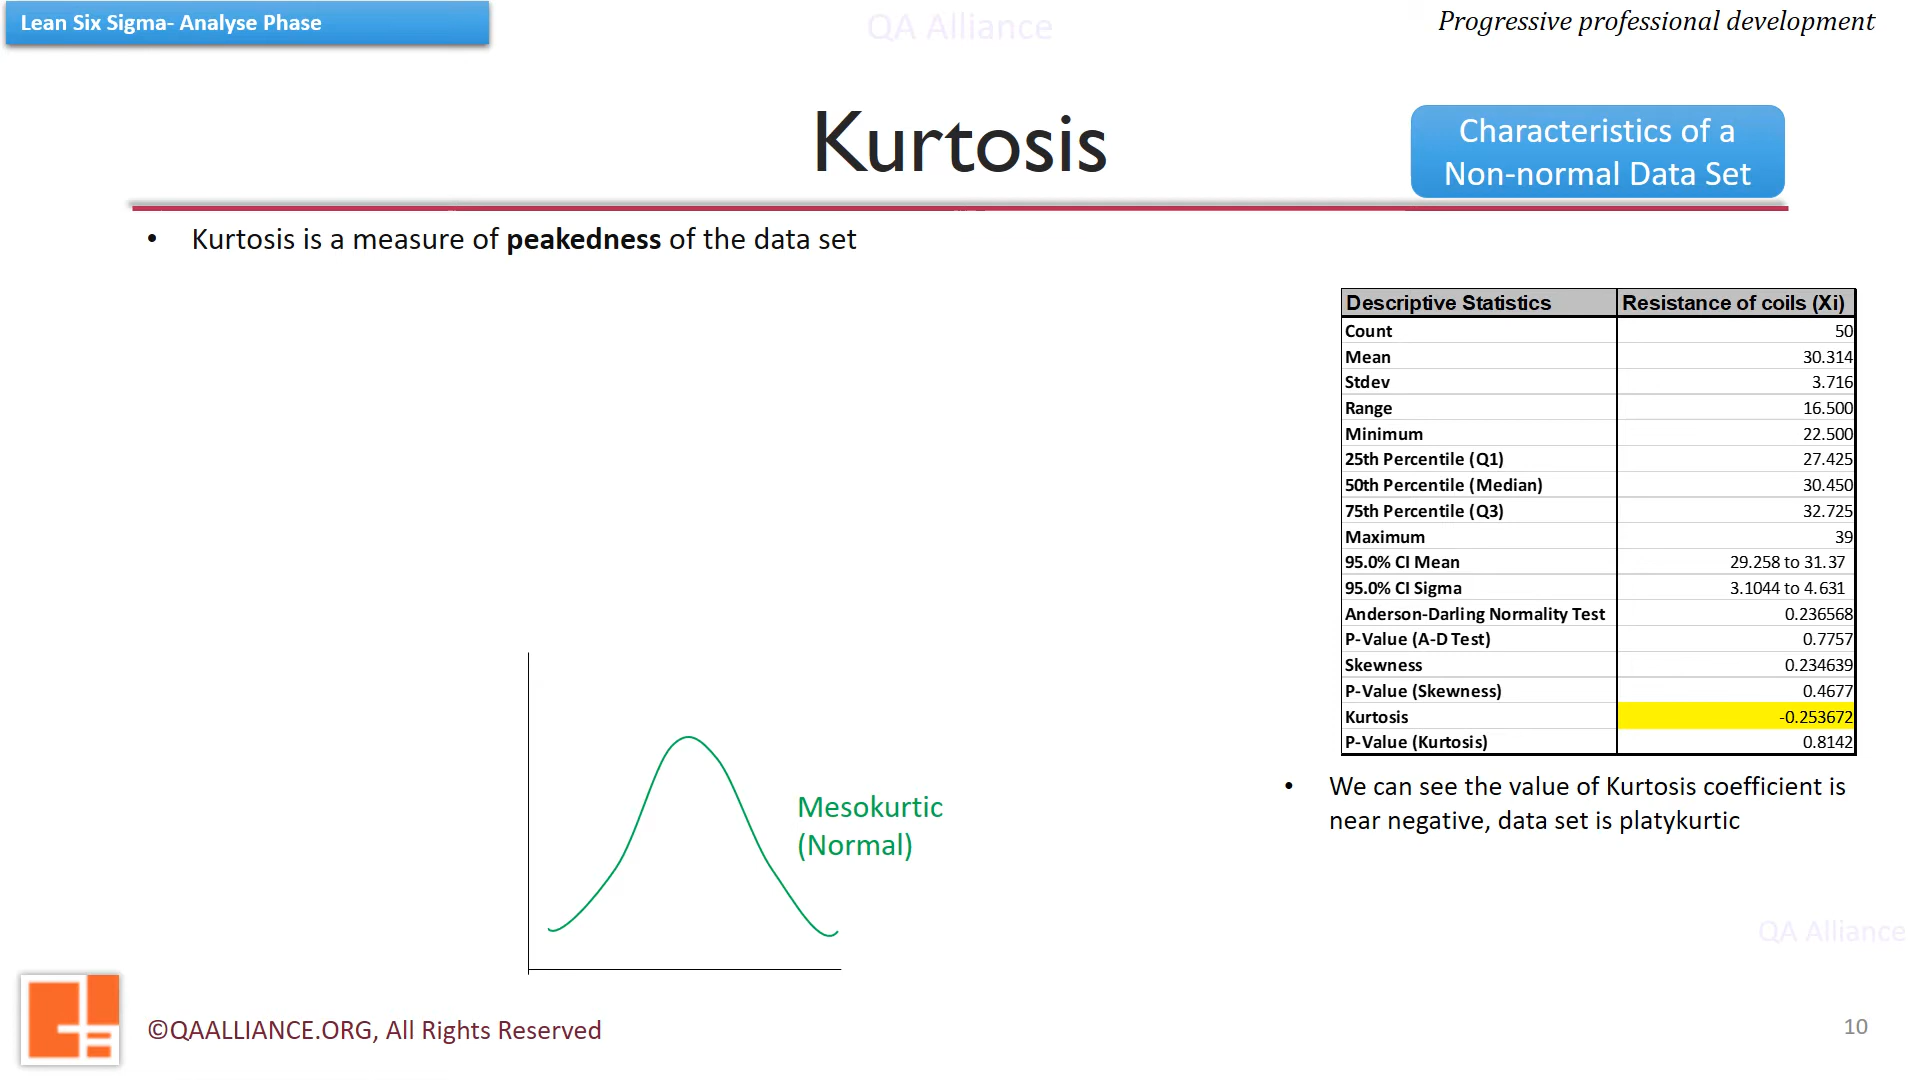 Lean Six Sigma- Analyse Phase
QA Alliance
Progressive professional development
Kurtosis
Characteristics of a
Non-normal Data Set
• Kurtosis is a measure of peakedness of the data set
Descriptive Statistics Resistance of coils (Xi)
Count 50
Mean 30.314
Stdev 3.716
Range 16.500
Minimum 22.500
25th Percentile (Q1) 27.425
50th Percentile (Median) 30.450
75th Percentile (Q3) 32.725
Maximum 39
95.0% CI Mean 29.258 to 31.37
95.0% CI Sigma 3.1044 to 4.631
Anderson-Darling Normality Test 0.236568
P-Value (A-D Test) 0.7757
Skewness 0.234639
P-Value (Skewness) 0.4677
Kurtosis -0.253672
P-Value (Kurtosis) 0.8142
Mesokurtic
(Normal)
• We can see the value of Kurtosis coefficient is
near negative, data set is platykurtic
QA Alliance
©QAALLIANCE.ORG, All Rights Reserved
10